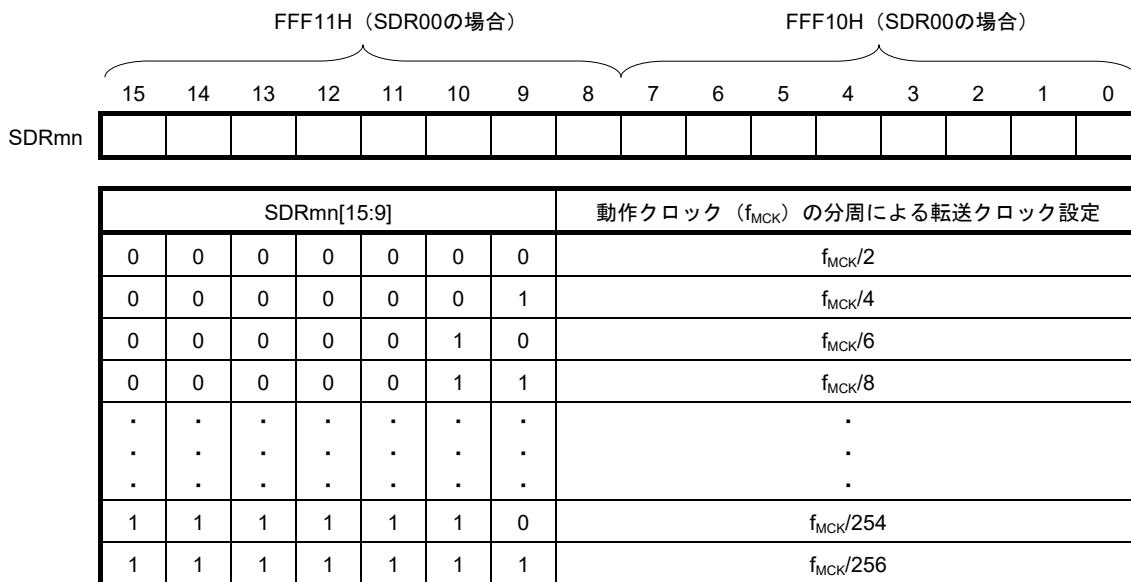 FFF11H（SDR00の場合） FFF10H（SDR00の場合）
15 14 13 12 11 10 9 8 7 6 5 4 3 2 1 0
SDRmn
SDRmn[15:9] 動作クロック（fMCK）の分周による転送クロック設定
0 0 0 0 0 0 0 fMCK/2
0 0 0 0 0 0 1 fMCK/4
0 0 0 0 0 1 0 fMCK/6
0 0 0 0 0 1 1 fMCK/8
・ ・ ・ ・ ・ ・ ・ ・
・ ・ ・ ・ ・ ・ ・ ・
・ ・ ・ ・ ・ ・ ・ ・
1 1 1 1 1 1 0 fMCK/254
1 1 1 1 1 1 1 fMCK/256